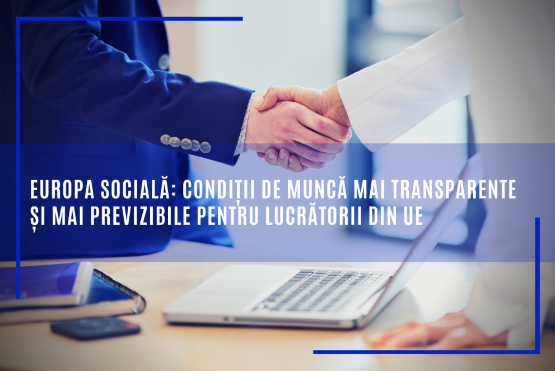 EUROPA SOCIALĂ: CONDIȚII DE MUNCĂ MAI TRANSPARENTE
ȘI MAI PREVIZIBILE PENTRU LUCRĂTORII DIN UE